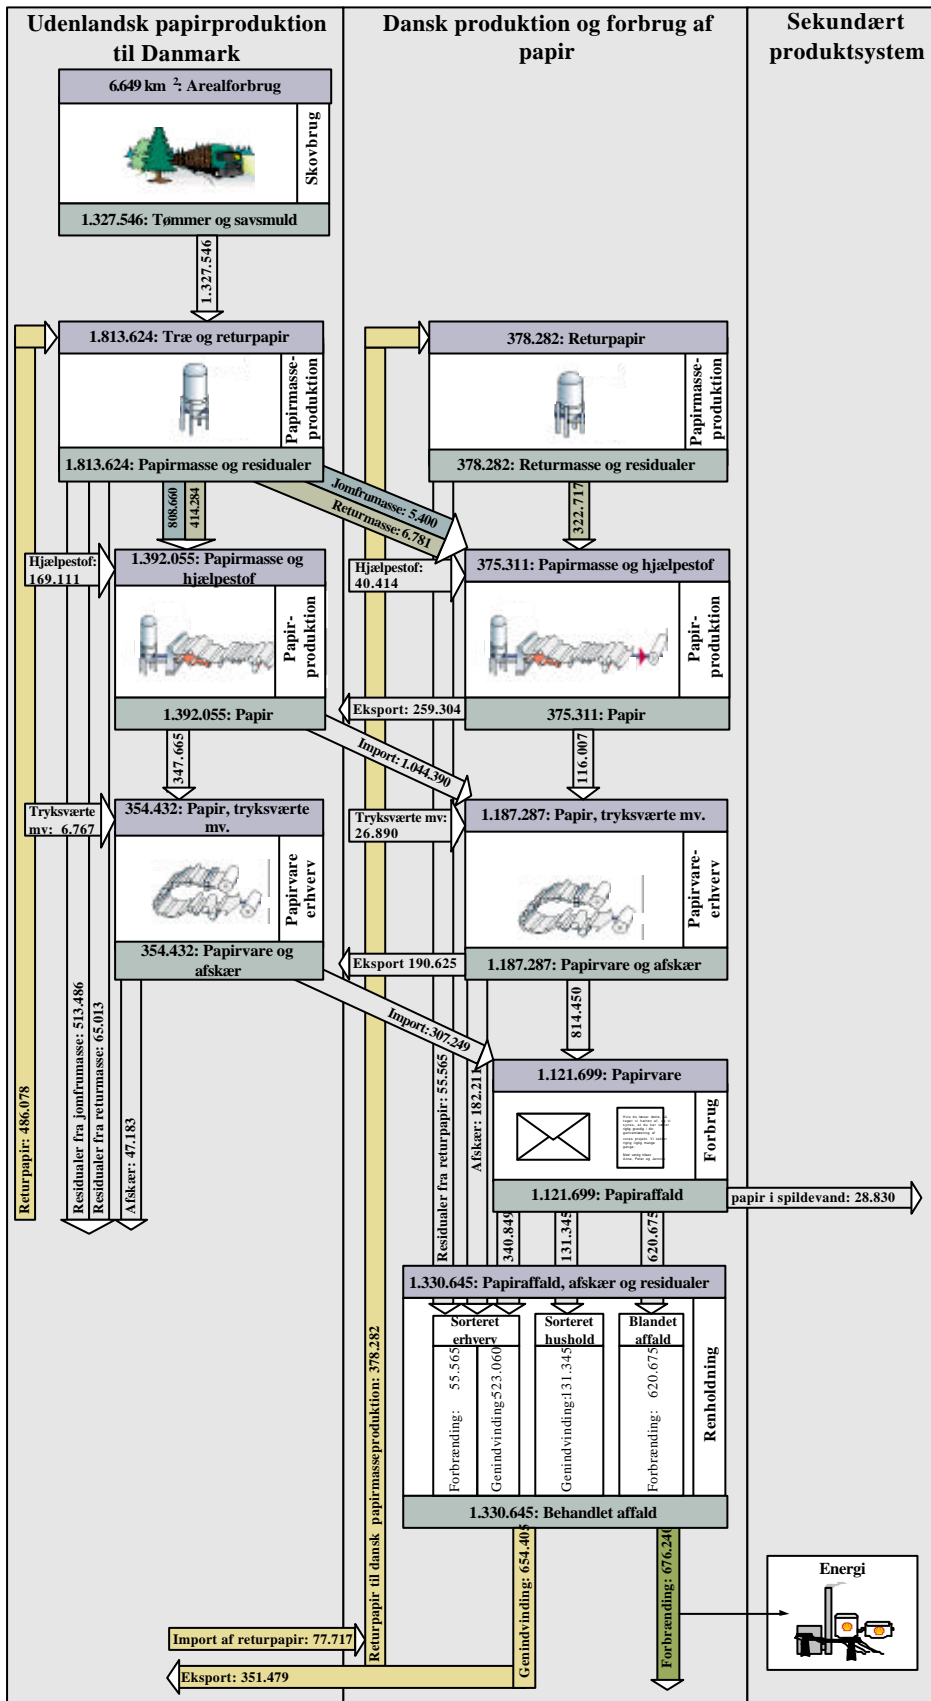 Udenlandsk papirproduktion
til Danmark
Dansk produktion og forbrug af
papir
Sekundært
produktsystem
6.649 km 2: Arealforbrug
Skovbrug
1.327.546: Tømmer og savsmuld
1.327.546
1.813.624: Træ og returpapir
Papirmasse-
produktion
1.813.624: Papirmasse og residualer
378.282: Returpapir
Papirmasse-
produktion
378.282: Returmasse og residualer
808.660
414.284
Jomfrumasse: 5.400
Returmasse: 6.781
322.717
Hjælpestof:
169.111
1.392.055: Papirmasse og
hjælpestof
Papir-
produktion
1.392.055: Papir
Hjælpestof:
40.414
375.311: Papirmasse og hjælpestof
Papir-
produktion
375.311: Papir
Eksport: 259.304
347.665
Import: 1.044.390
116.007
Tryksværte
mv: 6.767
354.432: Papir, tryksværte
mv.
Papirvare
erhverv
354.432: Papirvare og
afskær
Tryksværte mv:
26.890
1.187.287: Papir, tryksværte mv.
Papirvare-
erhverv
1.187.287: Papirvare og afskær
Eksport 190.625
Import: 307.249
814.450
Returpapir: 486.078
Residualer fra jomfrumasse: 513.486
Residualer fra returmasse: 65.013
Afskær: 47.183
Residualer fra returpapir: 55.565
Afskær: 182.211
1.121.699: Papirvare
Forbrug
1.121.699: Papiraffald
papir i spildevand: 28.830
340.849
131.345
620.675
1.330.645: Papiraffald, afskær og residualer
Sorteret
erhverv
Sorteret
hushold
Blandet
affald
Forbrænding: 55.565
Genindvinding:523.060
Genindvinding:131.345
Forbrænding: 620.675
Renholdning
1.330.645: Behandlet affald
Returpapir til dansk papirmasseproduktion: 378.282
Genindvinding: 654.405
Forbrænding: 676.240
Energi
Import af returpapir: 77.717
Eksport: 351.479